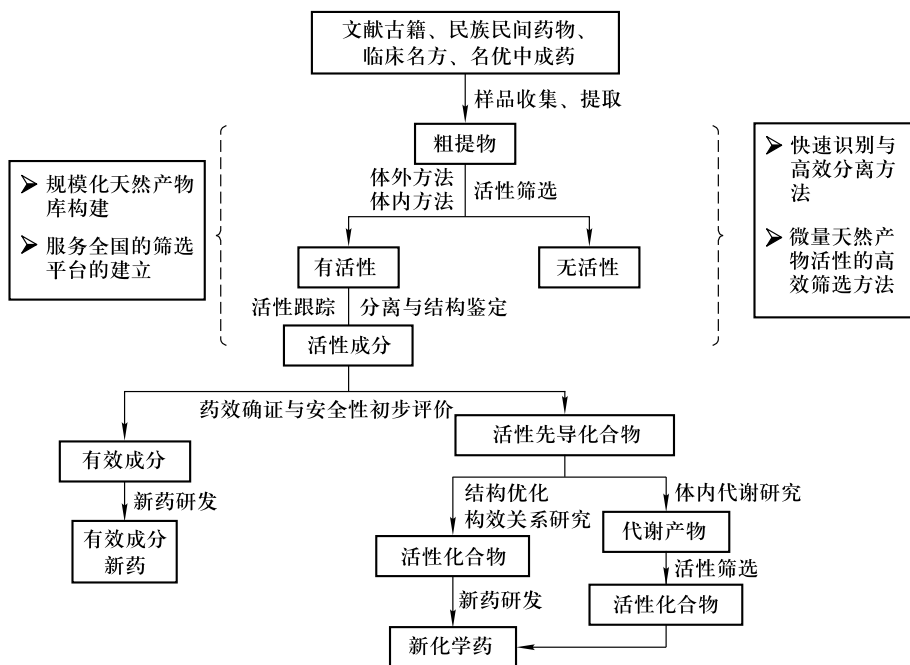 文献古籍、民族民间药物、
临床名方、名优中成药
样品收集、提取
粗提物
体外方法
体内方法
活性筛选
➢ 规模化天然产物
库构建
➢ 服务全国的筛选
平台的建立
➢ 快速识别与
高效分离方
法
➢ 微量天然产
物活性的高
效筛选方法
有活性
无活性
活性跟踪
分离与结构鉴定
活性成分
药效确证与安全性初步评价
有效成分
新药研发
有效成分
新药
活性先导化合物
结构优化
构效关系研究
体内代谢研究
活性化合物
代谢产物
活性筛选
新药研发
活性化合物
新化学药